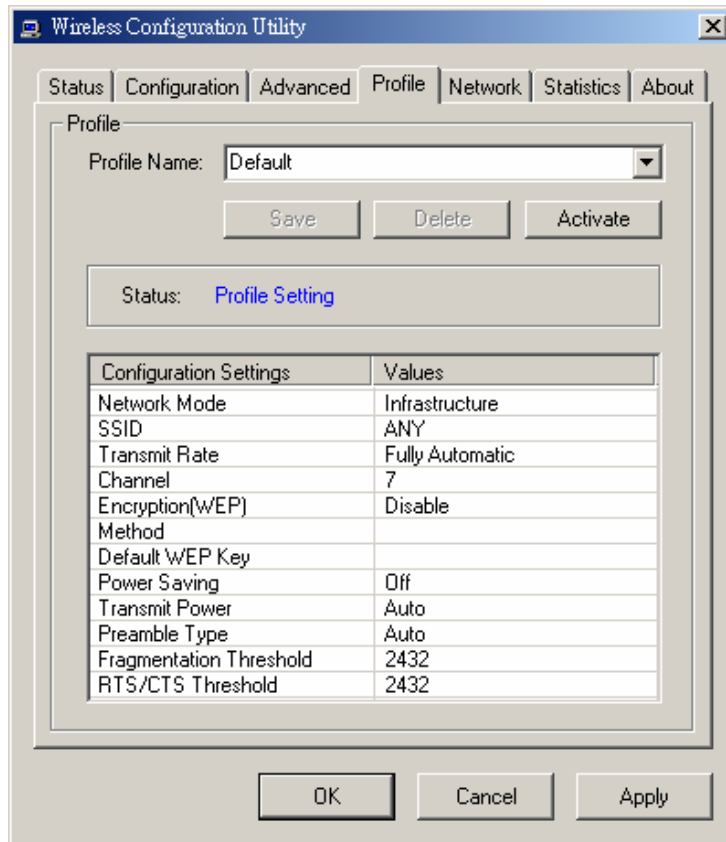 Wireless Configuration Utility
Status Configuration Advanced Profile Network Statistics About
Profile
Profile Name: Default
Save Delete Activate
Status: Profile Setting
Configuration Settings Values
Network Mode Infrastructure
SSID ANY
Transmit Rate Fully Automatic
Channel 7
Encryption(WEP) Disable
Method
Default WEP Key
Power Saving Off
Transmit Power Auto
Preamble Type Auto
Fragmentation Threshold 2432
RTS/CTS Threshold 2432
OK Cancel Apply